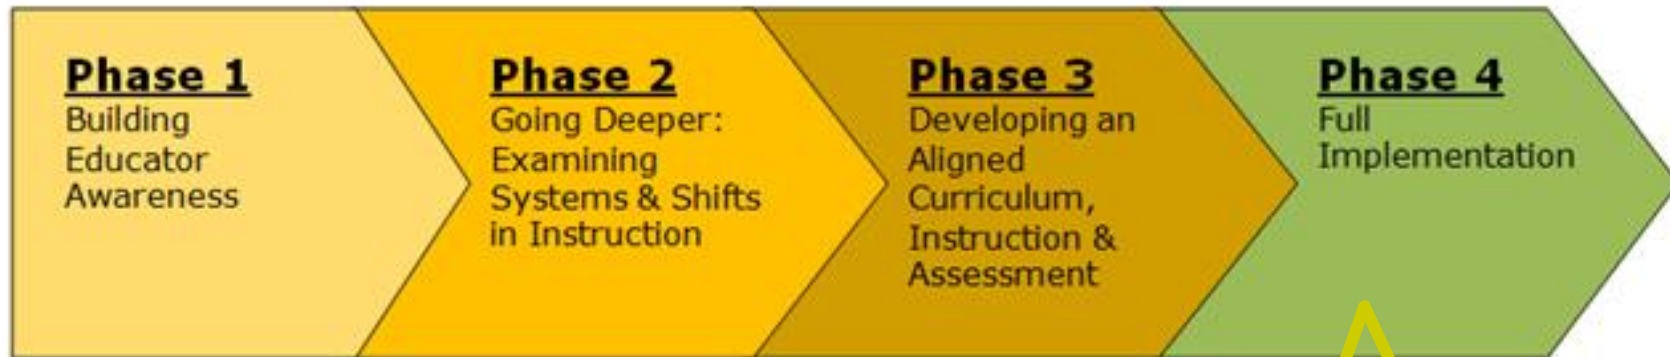 Phase 1
Building
Educator
Awareness
Phase 2
Going Deeper:
Examining
Systems & Shifts
in Instruction
Phase 3
Developing an
Aligned
Curriculum,
Instruction &
Assessment
Phase 4
Full
Implementation